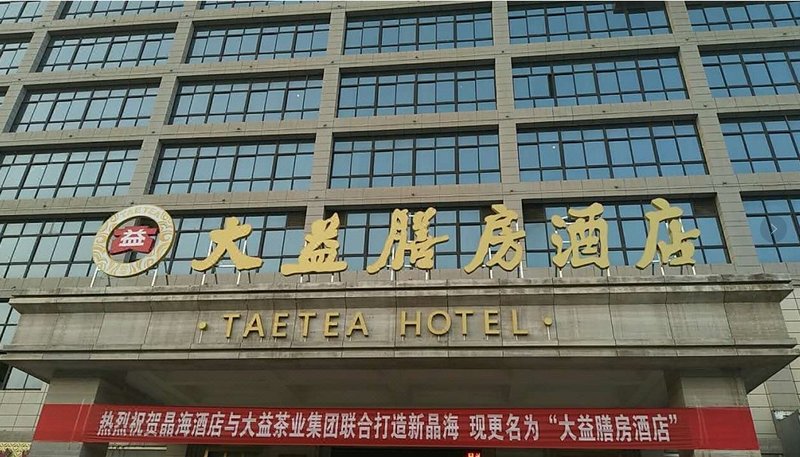 益
大益膳房酒店
· TAETEA HOTEL ·
热烈祝贺晶海酒店与大益茶业集团联合打造新晶海 现更名为“大益膳房酒店”